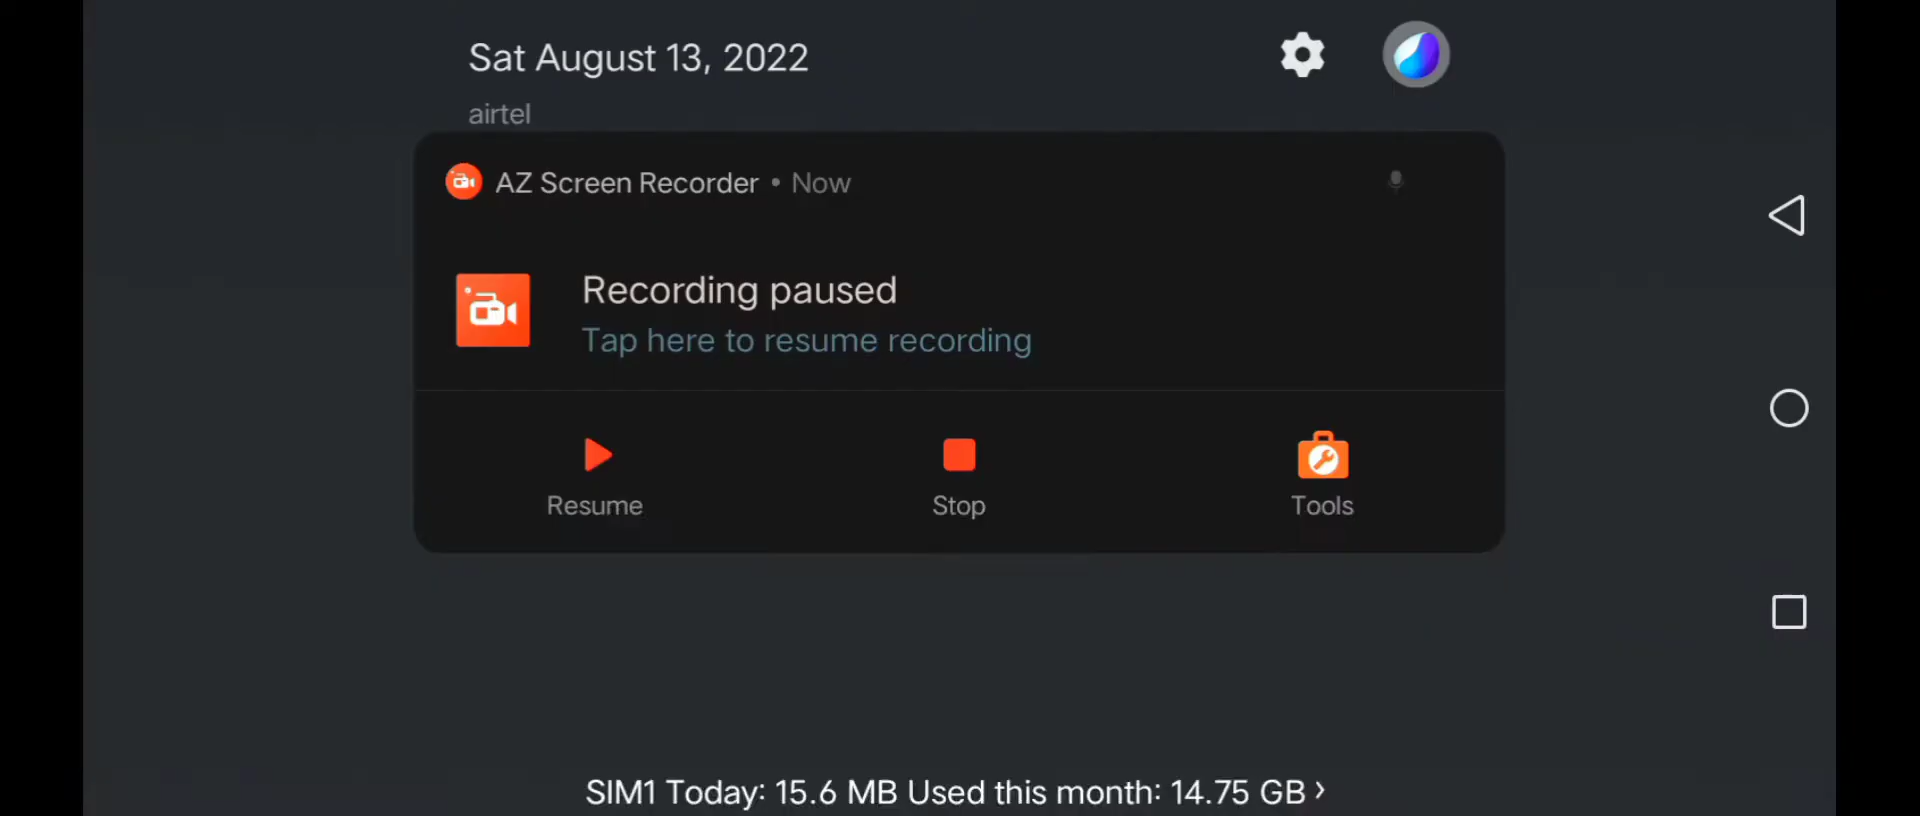 Sat August 13, 2022
airtel
AZ Screen Recorder • Now
Recording paused
Tap here to resume recording
Resume
Stop
Tools
SIM1 Today: 15.6 MB Used this month: 14.75 GB ›